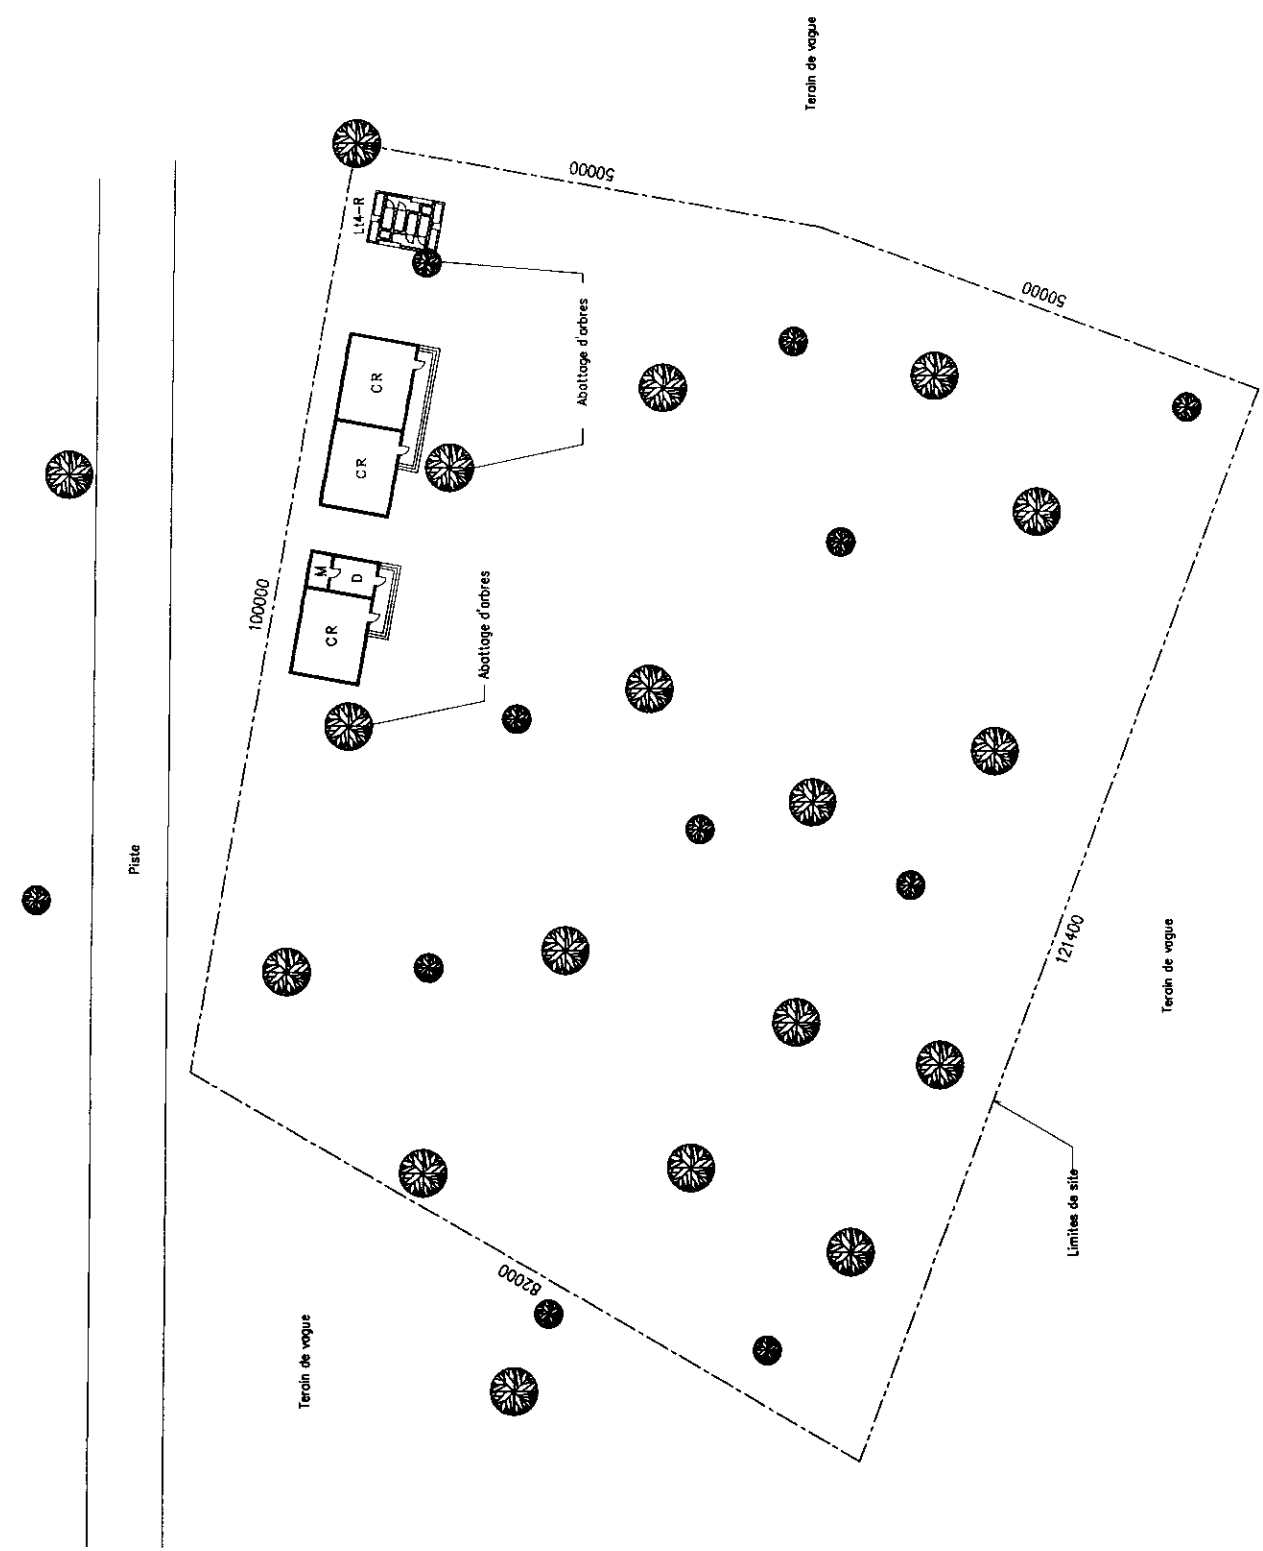 Terain de vague
50000
Lt4-R
50000
Abattage d'arbres
CR
CR
M
D
CR
100000
Abattage d'arbres
Piste
121400
Terain de vague
Limites de site
82000
Terain de vague